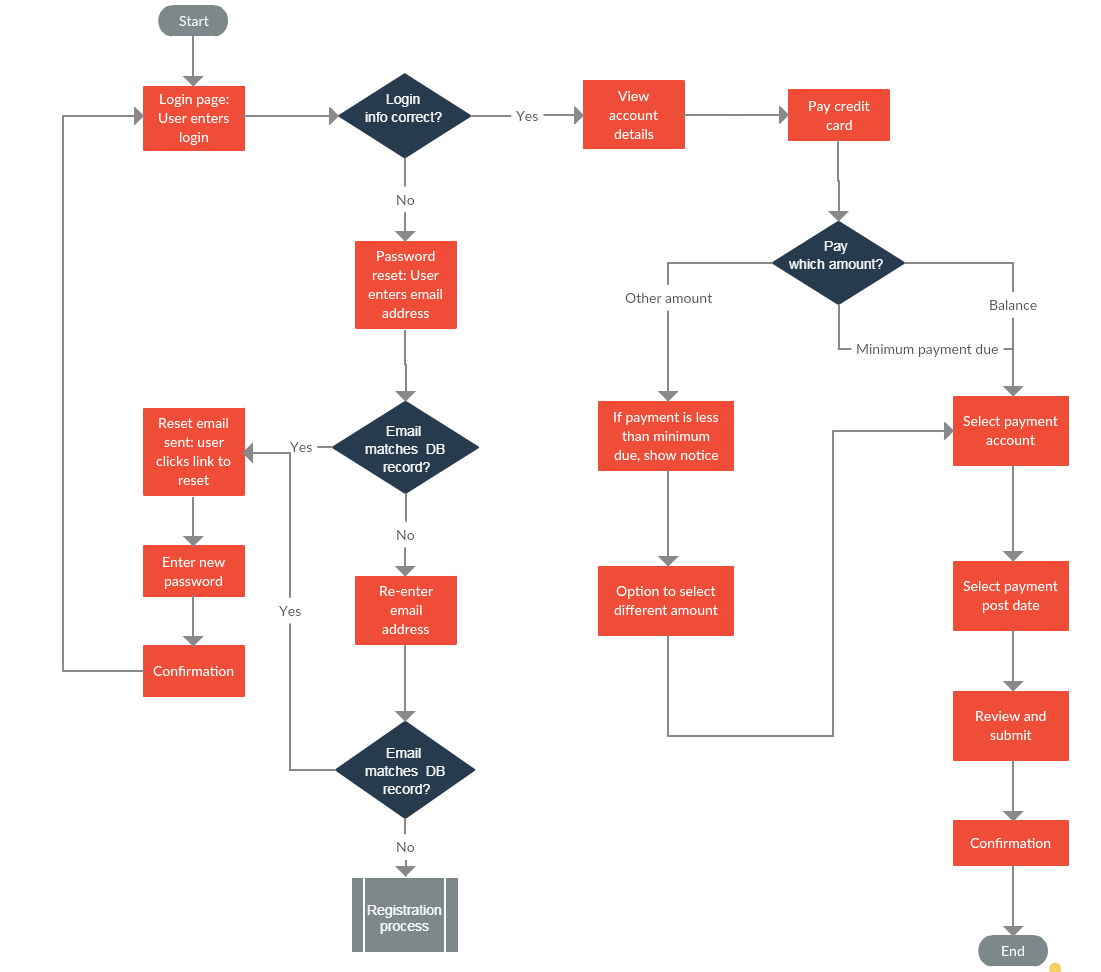 Start
Login page:
User enters
login
Login
info correct?
Yes
View
account
details
Pay credit
card
No
Password
reset: User
enters email
address
Pay
which amount?
Other amount
Balance
Minimum payment due
Reset email
sent: user
clicks link to
reset
Yes
Email
matches DB
record?
If payment is less
than minimum
due, show notice
Select payment
account
No
Enter new
password
Re-enter
email
address
Yes
Option to select
different amount
Select payment
post date
Confirmation
Email
matches DB
record?
Review and
submit
No
Confirmation
Registration
process
End